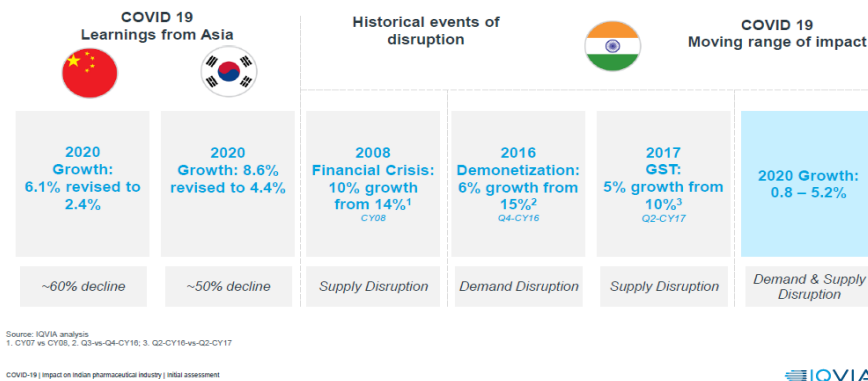 COVID 19
Learnings from Asia
Historical events of
disruption
COVID 19
Moving range of impact
2020
Growth:
6.1% revised to
2.4%
2020
Growth: 8.6%
revised to 4.4%
2008
Financial Crisis:
10% growth
from 14%1
CY08
2016
Demonetization:
6% growth from
15%2
Q4-CY16
2017
GST:
5% growth from
10%3
Q2-CY17
2020 Growth:
0.8 – 5.2%
~60% decline
~50% decline
Supply Disruption
Demand Disruption
Supply Disruption
Demand & Supply
Disruption
Source: IQVIA analysis
1. CY07 vs CY08, 2. Q3-vs-Q4-CY16; 3. Q2-CY16-vs-Q2-CY17
COVID-19 | Impact on Indian pharmaceutical industry | Initial assessment
IQVIA